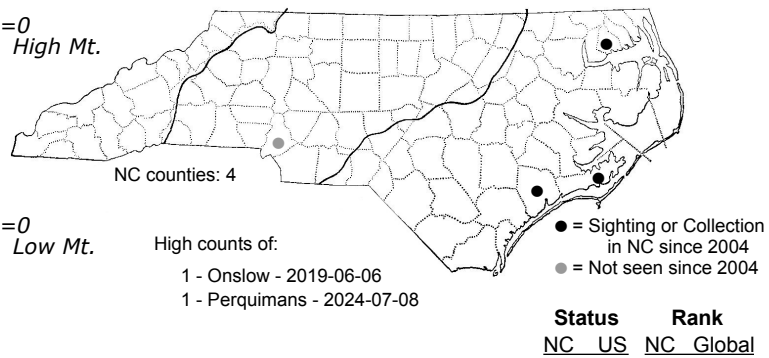 =0
High Mt.
NC counties: 4
=0
Low Mt.
High counts of:
1 - Onslow - 2019-06-06
1 - Perquimans - 2024-07-08
= Sighting or Collection
in NC since 2004
= Not seen since 2004
Status Rank
NC US NC Global